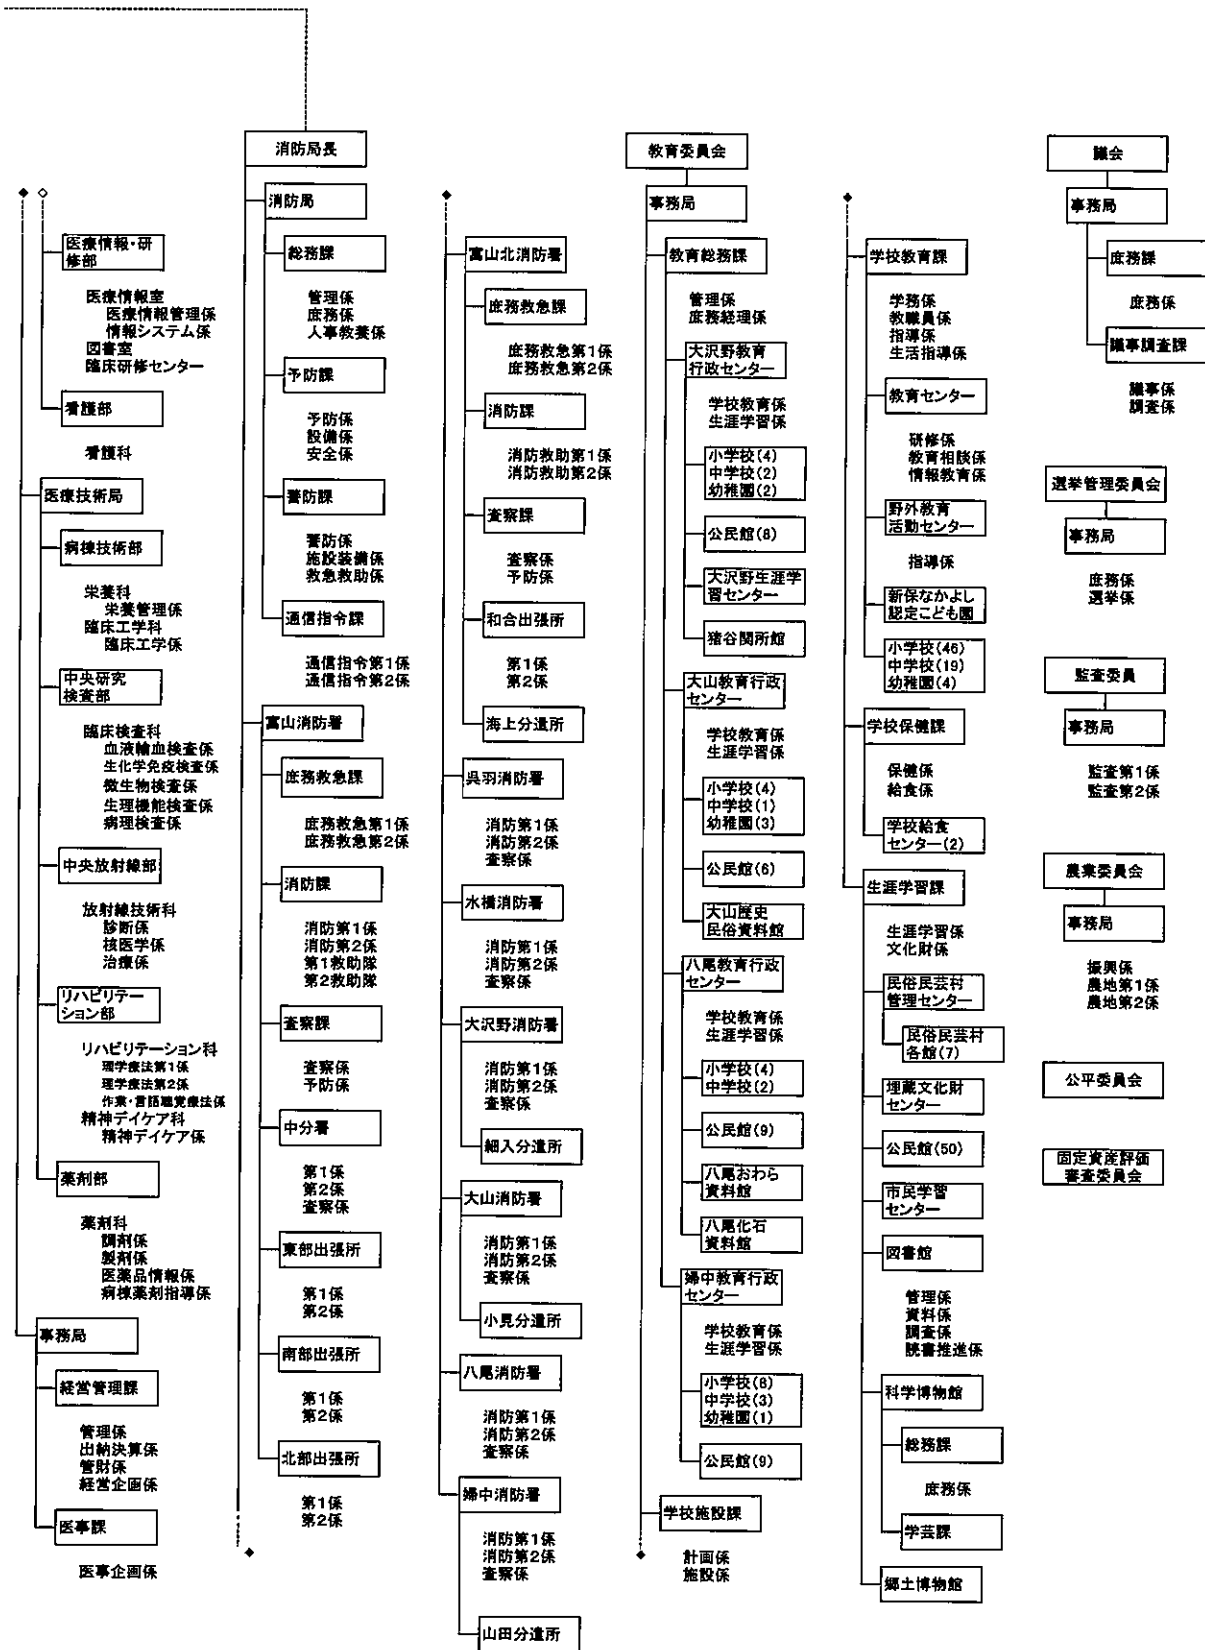 医療情報・研
修部
医療情報室
医療情報管理係
情報システム係
図書室
臨床研修センター
看護部
看護科
医療技術局
病棟技術部
栄養科
栄養管理係
臨床工学科
臨床工学係
中央研究
検査部
臨床検査科
血液輸血検査係
生化学免疫検査係
微生物検査係
生理機能検査係
病理検査係
中央放射線部
放射線技術科
診断係
核医学係
治療係
リハビリテー
ション部
リハビリテーション科
理学療法第1係
理学療法第2係
作業・言語聴覚療法係
精神デイケア科
精神デイケア係
薬剤部
薬剤科
調剤係
製剤係
医薬品情報係
病棟薬剤指導係
事務局
経営管理課
管理係
出納決算係
管財係
経営企画係
医事課
医事企画係
消防局長
消防局
総務課
管理係
庶務係
人事教養係
予防課
予防係
設備係
安全係
警防課
警防係
施設装備係
救急救助係
通信指令課
通信指令第1係
通信指令第2係
富山消防署
庶務救急課
庶務救急第1係
庶務救急第2係
消防課
消防第1係
消防第2係
第1救助隊
第2救助隊
査察課
査察係
予防係
中分署
第1係
第2係
査察係
東部出張所
第1係
第2係
南部出張所
第1係
第2係
北部出張所
第1係
第2係
富山北消防署
庶務救急課
庶務救急第1係
庶務救急第2係
消防課
消防救助第1係
消防救助第2係
査察課
査察係
予防係
和合出張所
第1係
第2係
海上分遣所
呉羽消防署
消防第1係
消防第2係
査察係
水橋消防署
消防第1係
消防第2係
査察係
大沢野消防署
消防第1係
消防第2係
査察係
細入分遣所
大山消防署
消防第1係
消防第2係
査察係
小見分遣所
八尾消防署
消防第1係
消防第2係
査察係
婦中消防署
消防第1係
消防第2係
査察係
山田分遣所
教育委員会
事務局
教育総務課
管理係
庶務経理係
大沢野教育
行政センター
学校教育係
生涯学習係
小学校(4)
中学校(2)
幼稚園(2)
公民館(8)
大沢野生涯学
習センター
猪谷関所館
大山教育行政
センター
学校教育係
生涯学習係
小学校(4)
中学校(1)
幼稚園(3)
公民館(6)
大山歴史
民俗資料館
八尾教育行政
センター
学校教育係
生涯学習係
小学校(4)
中学校(2)
公民館(9)
八尾おわら
資料館
八尾化石
資料館
婦中教育行政
センター
学校教育係
生涯学習係
小学校(8)
中学校(3)
幼稚園(1)
公民館(9)
学校施設課
計画係
施設係
学校教育課
学務係
教職員係
指導係
生活指導係
教育センター
研修係
教育相談係
情報教育係
野外教育
活動センター
指導係
新保なかよし
認定こども園
小学校(46)
中学校(19)
幼稚園(4)
学校保健課
保健係
給食係
学校給食
センター(2)
生涯学習課
生涯学習係
文化財係
民俗民芸村
管理センター
民俗民芸村
各館(7)
埋蔵文化財
センター
公民館(50)
市民学習
センター
図書館
管理係
資料係
調査係
読書推進係
科学博物館
総務課
庶務係
学芸課
郷土博物館
議会
事務局
庶務課
庶務係
議事調査課
議事係
調査係
選挙管理委員会
事務局
庶務係
選挙係
監査委員
事務局
監査第1係
監査第2係
農業委員会
事務局
振興係
農地第1係
農地第2係
公平委員会
固定資産評価
審査委員会